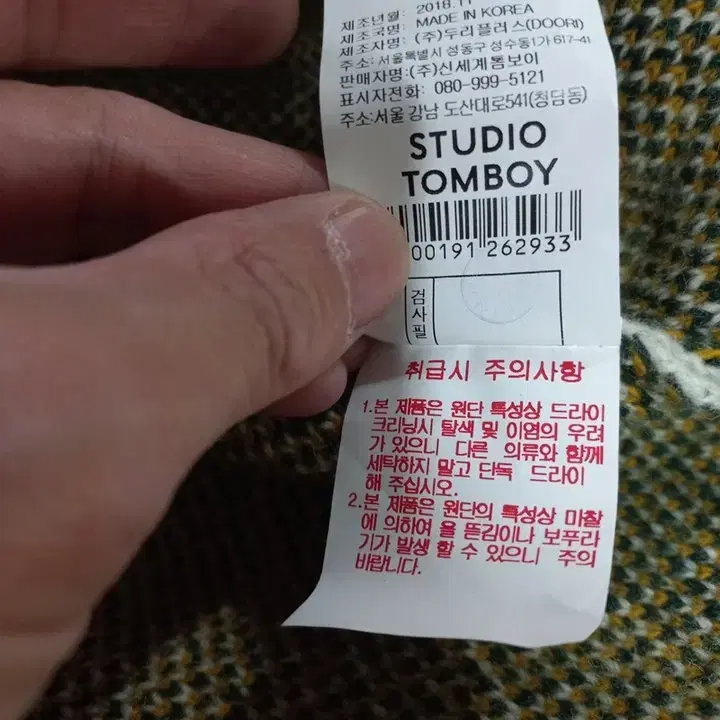 제조년월: 2018.11
제조국명: MADE IN KOREA
제조자명: (주)두리플러스(DOORI)
주소: 서울특별시 성동구 성수동1가 617-41
판매자명:(주)신세계톰보이
표시자전화: 080-999-5121
주소:서울 강남 도산대로541(청담동)
STUDIO
TOMBOY
00191 262933
검사필
취급시 주의사항
1.본 제품은 원단 특성상 드라이
크리닝시 탈색 및 이염의 우려
가 있으니 다른 의류와 함께
세탁하지 말고 단독 드라이
해 주십시오.
2.본 제품은 원단의 특성상 마찰
에 의하여 올 뜯김이나 보푸라
기가 발생 할 수 있으니 주의
바랍니다.